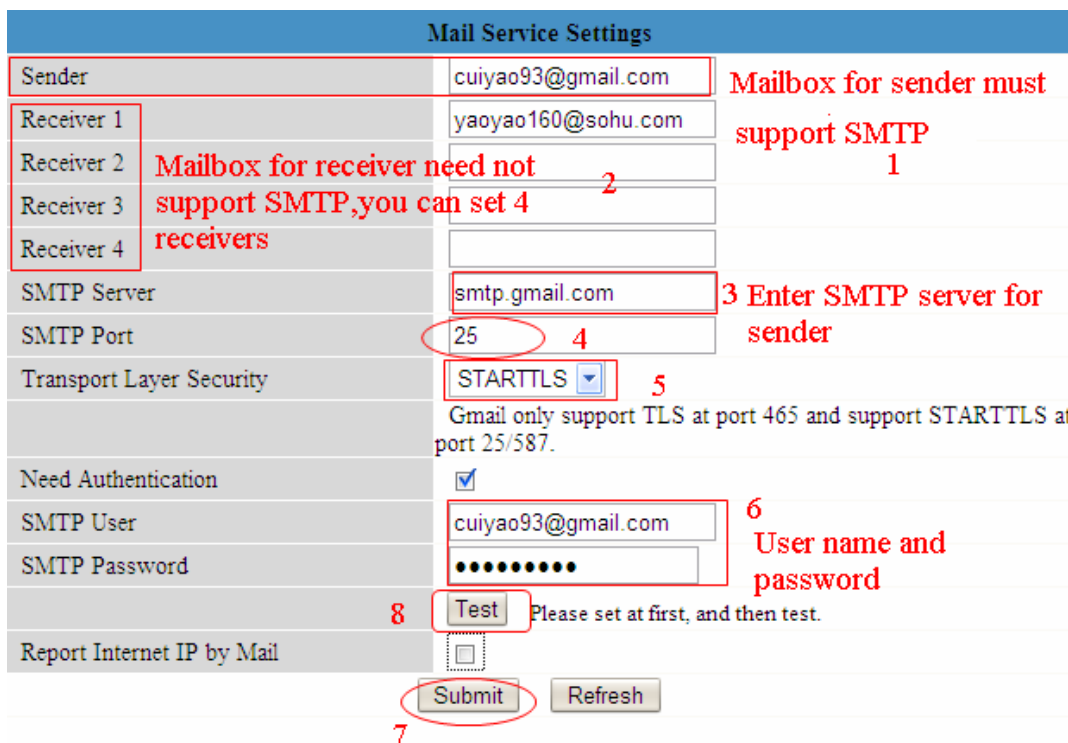 Mail Service Settings
Sender
cuiyao93@gmail.com
Mailbox for sender must
support SMTP
1
Receiver 1
yaoyao160@sohu.com
Receiver 2
Receiver 3
Receiver 4
Mailbox for receiver need not
support SMTP,you can set 4
receivers
2
SMTP Server
smtp.gmail.com
3 Enter SMTP server for
sender
SMTP Port
25
4
Transport Layer Security
STARTTLS
5
Gmail only support TLS at port 465 and support STARTTLS at
port 25/587.
Need Authentication
SMTP User
cuiyao93@gmail.com
6
User name and
password
SMTP Password
●●●●●●●●●
8
Test
Please set at first, and then test.
Report Internet IP by Mail
Submit
Refresh
7